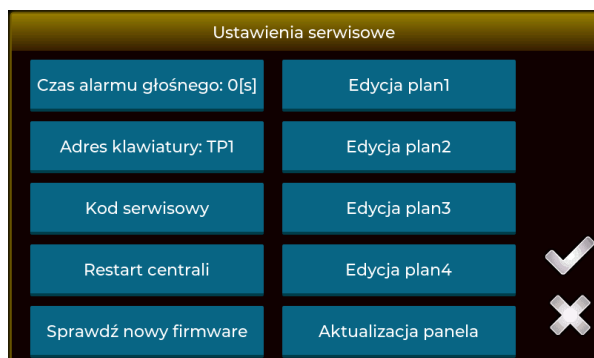 Ustawienia serwisowe
Czas alarmu głośnego: 0[s]
Edycja plan1
Adres klawiatury: TP1
Edycja plan2
Kod serwisowy
Edycja plan3
Restart centrali
Edycja plan4
Sprawdź nowy firmware
Aktualizacja panela